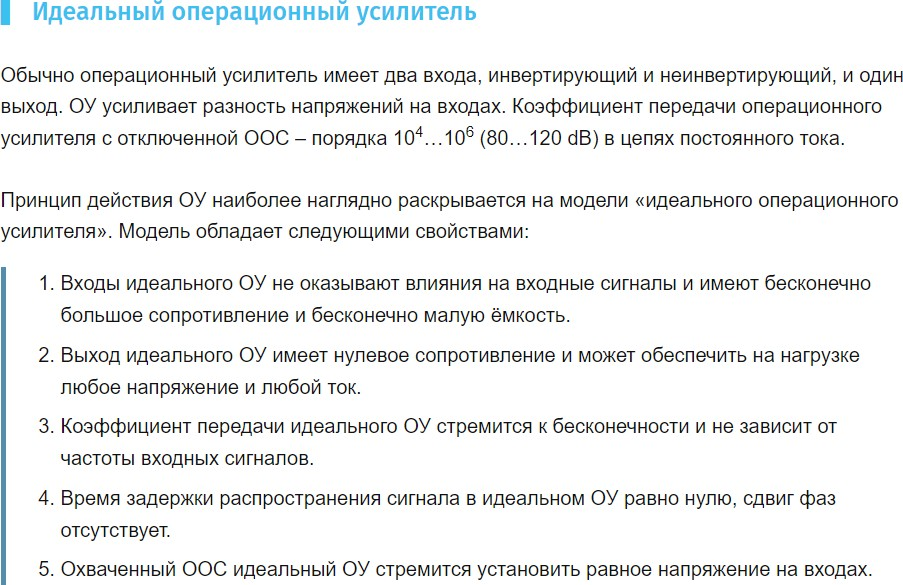 Идеальный операционный усилитель
Обычно операционный усилитель имеет два входа, инвертирующий и неинвертирующий, и один
выход. ОУ усиливает разность напряжений на входах. Коэффициент передачи операционного
усилителя с отключенной ООС – порядка 10⁴…10⁶ (80…120 dB) в цепях постоянного тока.
Принцип действия ОУ наиболее наглядно раскрывается на модели «идеального операционного
усилителя». Модель обладает следующими свойствами:
1. Входы идеального ОУ не оказывают влияния на входные сигналы и имеют бесконечно
большое сопротивление и бесконечно малую ёмкость.
2. Выход идеального ОУ имеет нулевое сопротивление и может обеспечить на нагрузке
любое напряжение и любой ток.
3. Коэффициент передачи идеального ОУ стремится к бесконечности и не зависит от
частоты входных сигналов.
4. Время задержки распространения сигнала в идеальном ОУ равно нулю, сдвиг фаз
отсутствует.
5. Охваченный ООС идеальный ОУ стремится установить равное напряжение на входах.